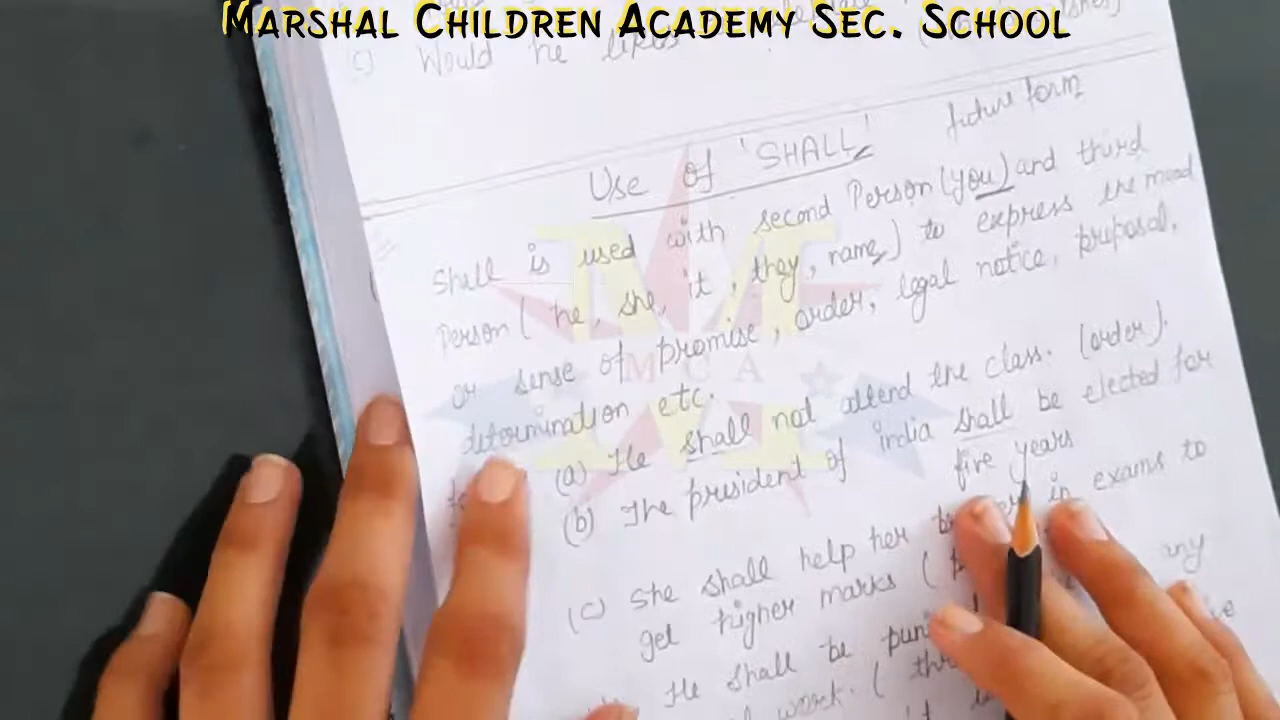 MARSHAL CHILDREN ACADEMY SEC. SCHOOL
(c) Would he like
Use of 'SHALL' future form
Shall is used with second Person (you) and third
Person ( he, she, it, they, name ) to express the mood
or sense of promise, order, legal notice, proposal,
determination etc.
(a) He shall not attend the class. (order).
(b) The president of india shall be elected for
five years
(c) She shall help her in exams to
get higher marks (
He shall be any
work. (
MCA